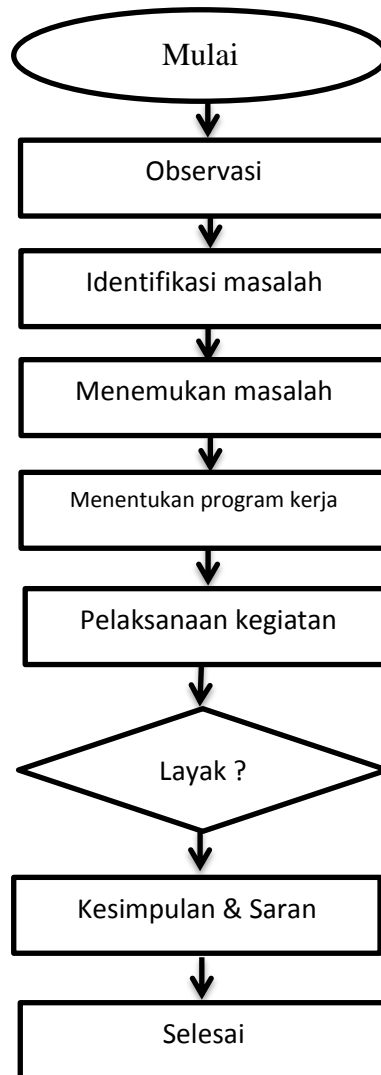 Mulai
Observasi
Identifikasi masalah
Menemukan masalah
Menentukan program kerja
Pelaksanaan kegiatan
Layak ?
Kesimpulan & Saran
Selesai